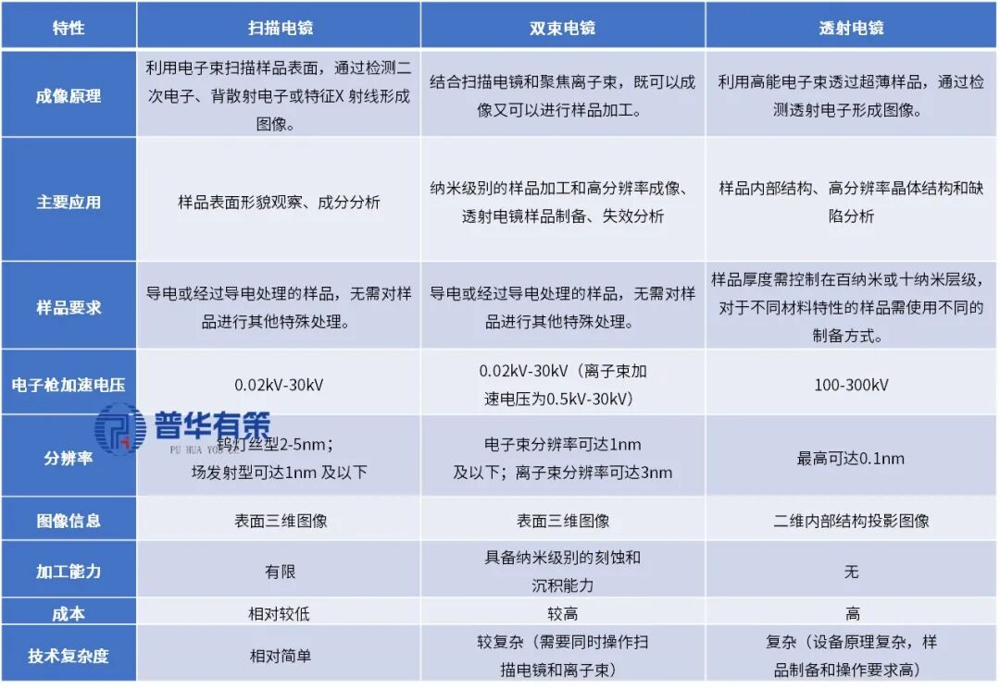 特性
扫描电镜
双束电镜
透射电镜
成像原理
利用电子束扫描样品表面，通过检测二
次电子、背散射电子或特征X 射线形成
图像。
结合扫描电镜和聚焦离子束，既可以成
像又可以进行样品加工。
利用高能电子束透过超薄样品，通过检
测透射电子形成图像。
主要应用
样品表面形貌观察、成分分析
纳米级别的样品加工和高分辨率成像、
透射电镜样品制备、失效分析
样品内部结构、高分辨率晶体结构和缺
陷分析
样品要求
导电或经过导电处理的样品，无需对样
品进行其他特殊处理。
导电或经过导电处理的样品，无需对样
品进行其他特殊处理。
样品厚度需控制在百纳米或十纳米层级，
对于不同材料特性的样品需使用不同的
制备方式。
电子枪加速电压
0.02kV-30kV
0.02kV-30kV（离子束加
速电压为0.5kV-30kV）
100-300kV
普华有策
PU HUA YOU CE
分辨率
钨灯丝型2-5nm；
场发射型可达1nm 及以下
电子束分辨率可达1nm
及以下；离子束分辨率可达3nm
最高可达0.1nm
图像信息
表面三维图像
表面三维图像
二维内部结构投影图像
加工能力
有限
具备纳米级别的刻蚀和
沉积能力
无
成本
相对较低
较高
高
技术复杂度
相对简单
较复杂（需要同时操作扫
描电镜和离子束）
复杂（设备原理复杂，样
品制备和操作要求高）